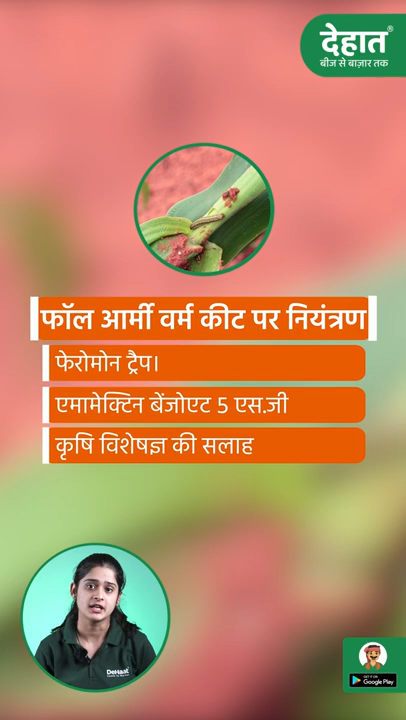 देहात®
बीज से बाज़ार तक
फॉल आर्मी वर्म कीट पर नियंत्रण
फेरोमोन ट्रैप।
एमामेक्टिन बेंजोएट 5 एस.जी
कृषि विशेषज्ञ की सलाह
DeHaat
GET IT ON
Google Play